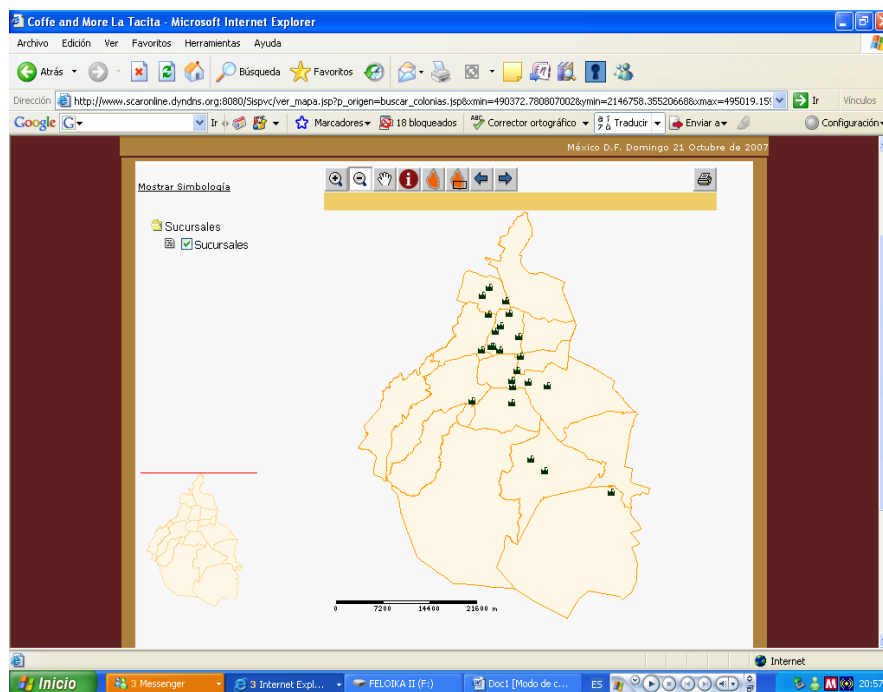 Coffe and More La Tacita - Microsoft Internet Explorer
Archivo Edición Ver Favoritos Herramientas Ayuda
Atrás Búsqueda Favoritos
Dirección http://www.scaronline.dyndns.org:8080/Sispvc/ver_mapa.jsp?p_origen=buscar_colonias.jsp&xmin=490372.7808070028&ymin=2146758.355206688&xmax=495019.15 Ir Vínculos
Google G Ir Marcadores 18 bloqueados ABC Corrector ortográfico Traducir Enviar a Configuración
México D.F. Domingo 21 Octubre de 2007
Mostrar Simbología
Sucursales
Sucursales
0 7200 14400 21600 m
Internet
Inicio 3 Messenger 3 Internet Expl... FELOIKA II (F:) Doc1 [Modo de c... ES 20:57